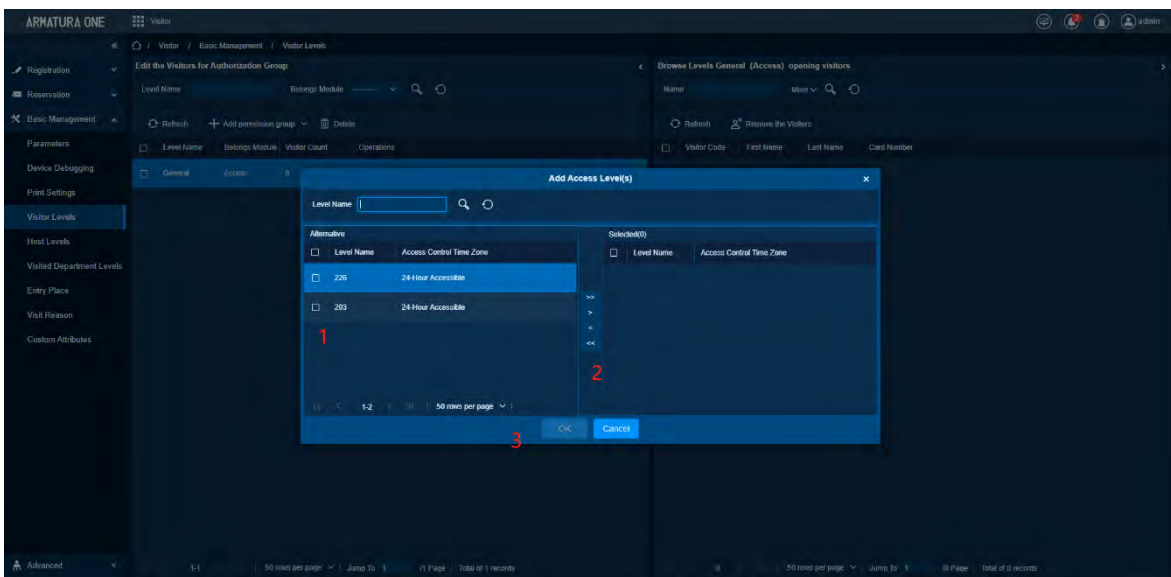 ARMATURA ONE
Visitor
admin
/ Visitor / Basic Management / Visitor Levels
Registration
Reservation
Basic Management
Parameters
Device Debugging
Print Settings
Visitor Levels
Host Levels
Visited Department Levels
Entry Place
Visit Reason
Custom Attributes
Advanced
Edit the Visitors for Authorization Group
Level Name Belongs Module
Refresh Add permission group Delete
Level Name Belongs Module Visitor Count Operations
General Access 0
1-1 50 rows per page Jump To 1 /1 Page Total of 1 records
Browse Levels General (Access) opening visitors
Name More
Refresh Remove the Visitors
Visitor Code First Name Last Name Card Number
0 50 rows per page Jump To 1 /0 Page Total of 0 records
Add Access Level(s)
Level Name
Alternative
Level Name Access Control Time Zone
226 24-Hour Accessible
203 24-Hour Accessible
1
1-2 50 rows per page
>>
>
<
<<
2
Selected(0)
Level Name Access Control Time Zone
3
OK Cancel